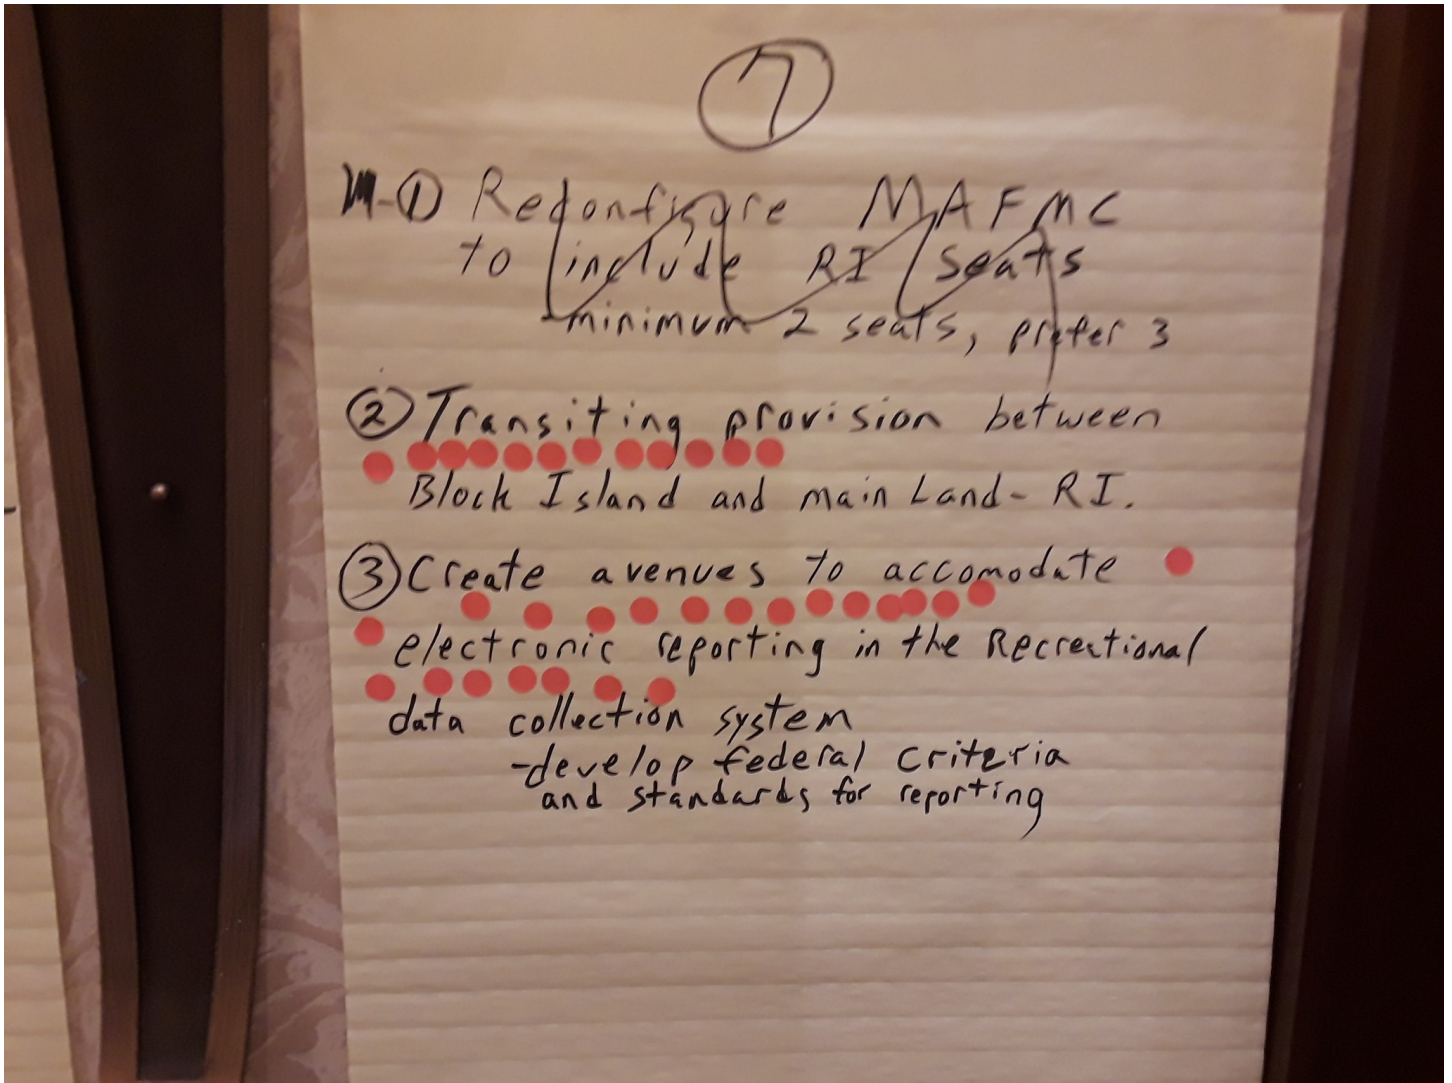 7
M-① Reconfigure MAFMC
to include RI seats
-minimum 2 seats, prefer 3
② Transiting provision between
Block Island and main Land- RI.
③ Create avenues to accomodate
electronic reporting in the Recreational
data collection system
-develop federal criteria
and standards for reporting